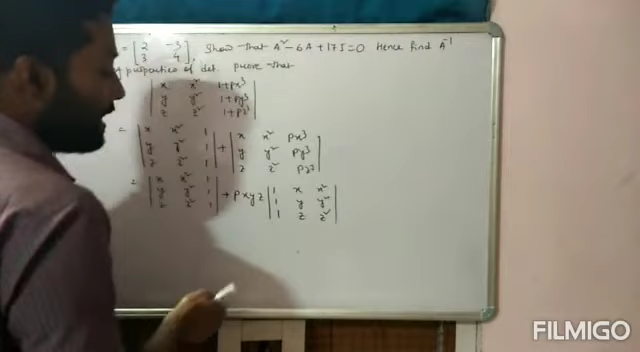 = [2 -3
3 4], Show that A² - 6A + 17I = 0 Hence find A⁻¹
properties of det. prove that
|x x² 1+px³
y y² 1+py³
z z² 1+pz³|
= |x x² 1
y y² 1
z z² 1| + |x x² px³
y y² py³
z z² pz³|
= |x x² 1
y y² 1
z z² 1| + pxyz |1 x x²
1 y y²
1 z z²|
FILMIGO